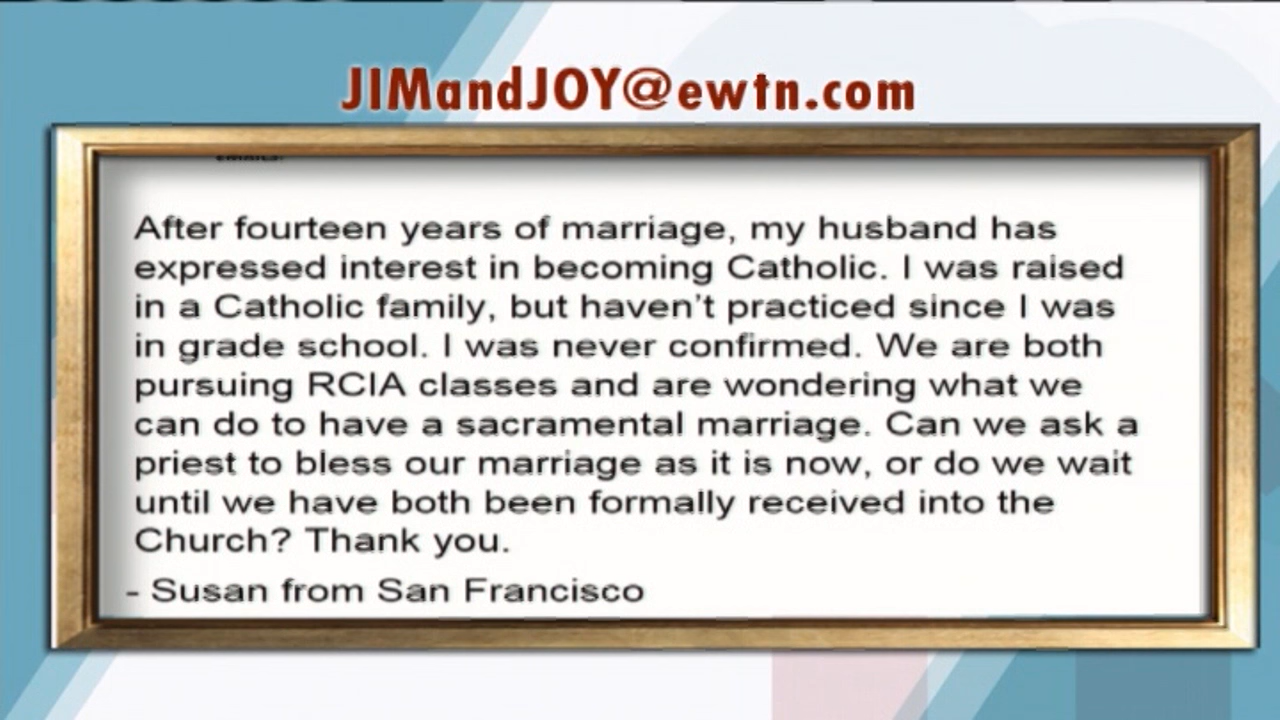 JIMandJOY@ewtn.com
After fourteen years of marriage, my husband has
expressed interest in becoming Catholic. I was raised
in a Catholic family, but haven't practiced since I was
in grade school. I was never confirmed. We are both
pursuing RCIA classes and are wondering what we
can do to have a sacramental marriage. Can we ask a
priest to bless our marriage as it is now, or do we wait
until we have both been formally received into the
Church? Thank you.
- Susan from San Francisco